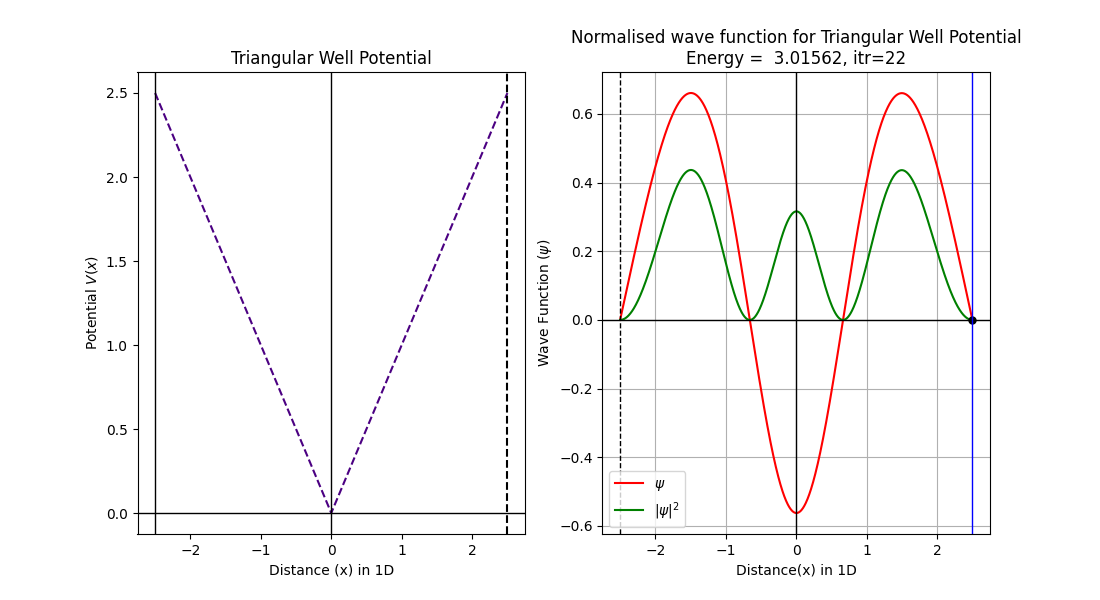 Triangular Well Potential
2.5
2.0
1.5
1.0
0.5
0.0
Potential V(x)
−2 −1 0 1 2
Distance (x) in 1D
Normalised wave function for Triangular Well Potential
Energy =  3.01562, itr=22
0.6
0.4
0.2
0.0
−0.2
−0.4
−0.6
Wave Function (ψ)
ψ
|ψ|²
−2 −1 0 1 2
Distance(x) in 1D